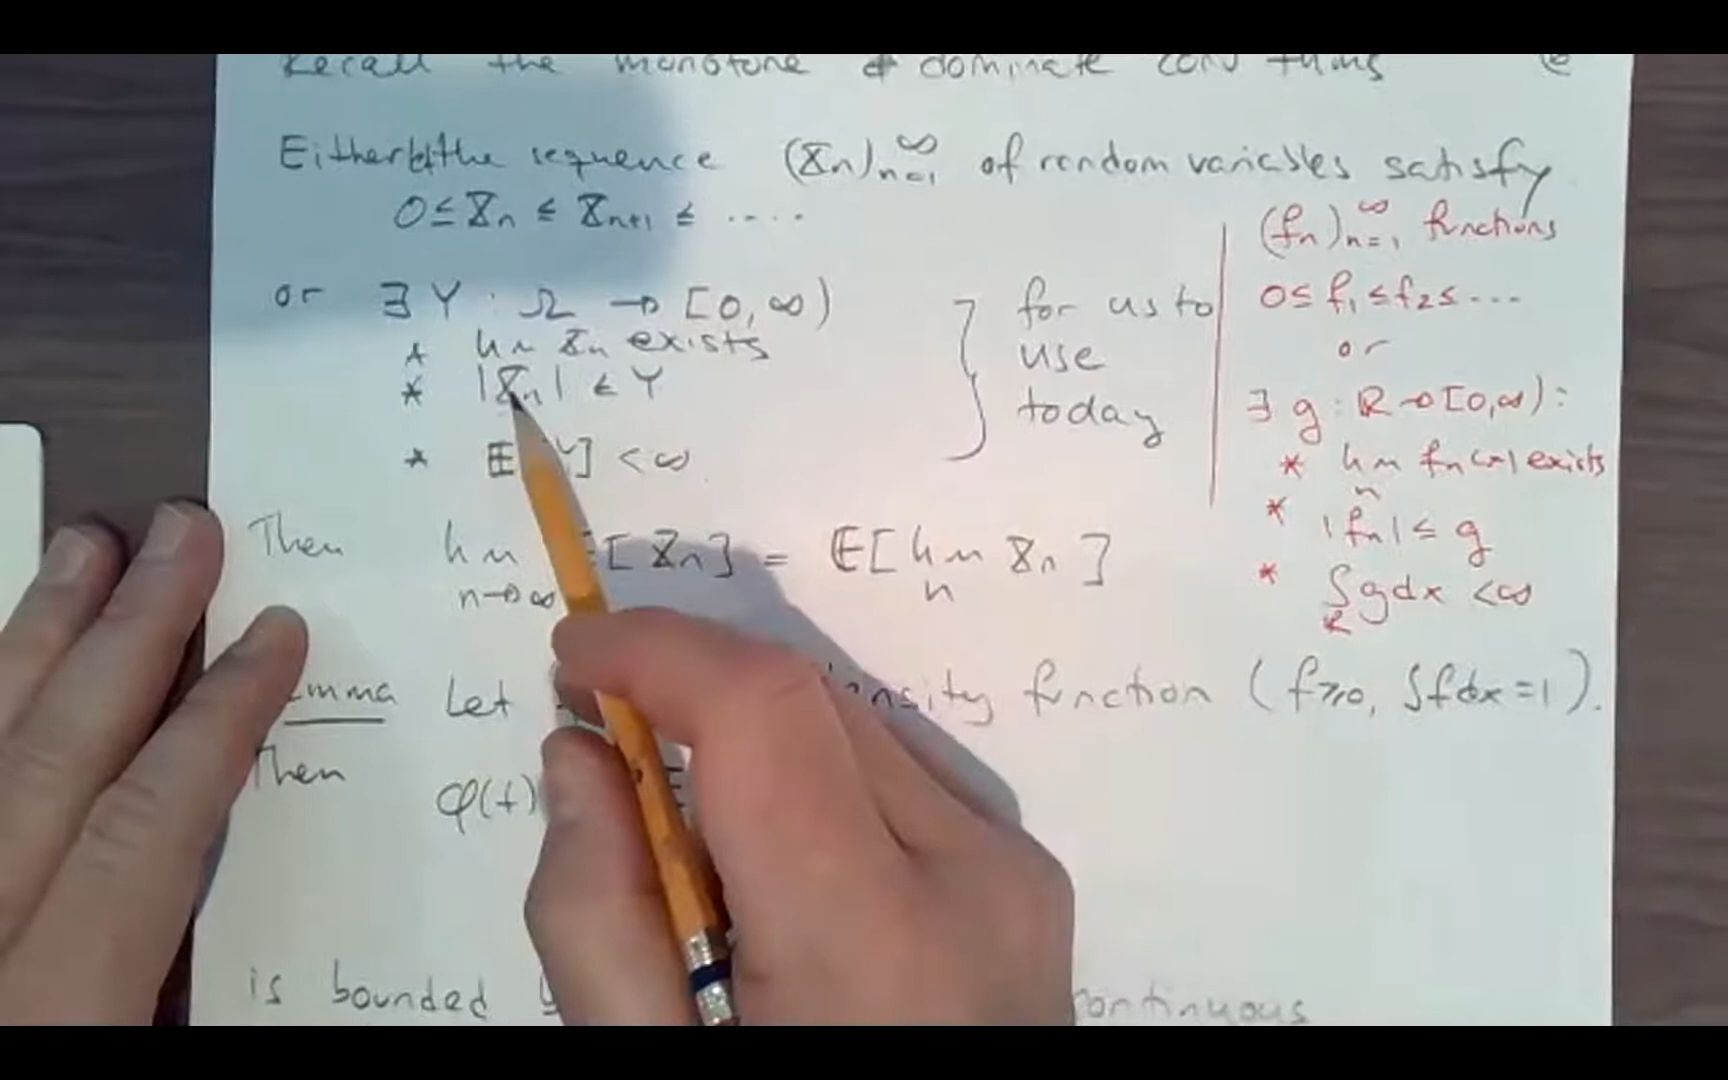 Recall the monotone & dominate conv thms
Either let the sequence (Xn)∞n=1 of random variables satisfy
0 ≤ Xn ≤ Xn+1 ≤ .....
or ∃ Y : Ω → [0, ∞)
* lim Xn exists
* |Xn| ≤ Y
* E[Y] < ∞
} for us to
use
today
Then lim n→∞ E[Xn] = E[lim n Xn]
(fn)∞n=1 functions
0 ≤ f1 ≤ f2 ≤ ...
or
∃ g : R → [0, ∞) :
* lim n fn(x) exists
* |fn| ≤ g
* ∫R g dx < ∞
Let function (f ≥ 0, ∫ f dx = 1).
Then φ(t)
is bounded continuous